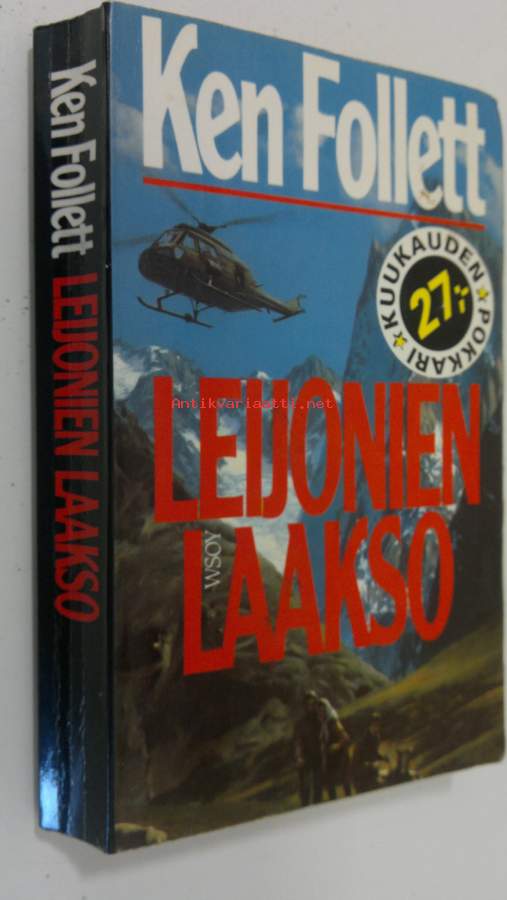 Ken Follett
KUUKAUDEN
27:-
POKKARI
LEIJONIEN
LAAKSO
WSOY
Ken Follett LEIJONIEN LAAKSO
Antikvariaatti.net